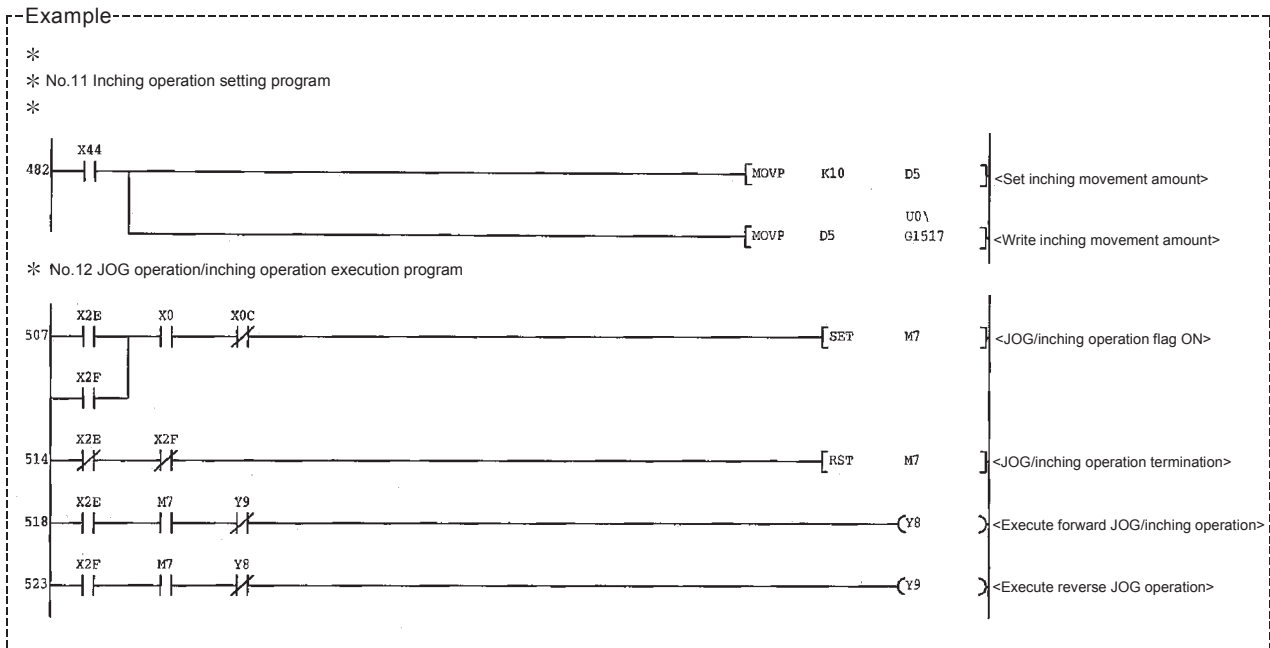 Example
*
* No.11 Inching operation setting program
*
X44
482 MOVP K10 D5 <Set inching movement amount>
U0\
MOVP D5 G1517 <Write inching movement amount>
* No.12 JOG operation/inching operation execution program
X2E X0 X0C
507 SET M7 <JOG/inching operation flag ON>
X2F
X2E X2F
514 RST M7 <JOG/inching operation termination>
X2E M7 Y9
518 Y8 <Execute forward JOG/inching operation>
X2F M7 Y8
523 Y9 <Execute reverse JOG operation>